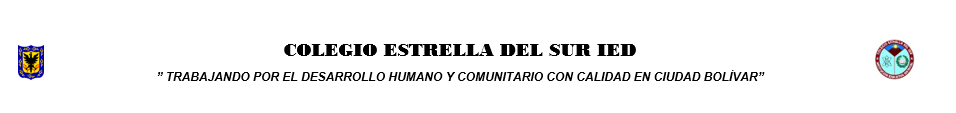 COLEGIO ESTRELLA DEL SUR IED
” TRABAJANDO POR EL DESARROLLO HUMANO Y COMUNITARIO CON CALIDAD EN CIUDAD BOLÍVAR”